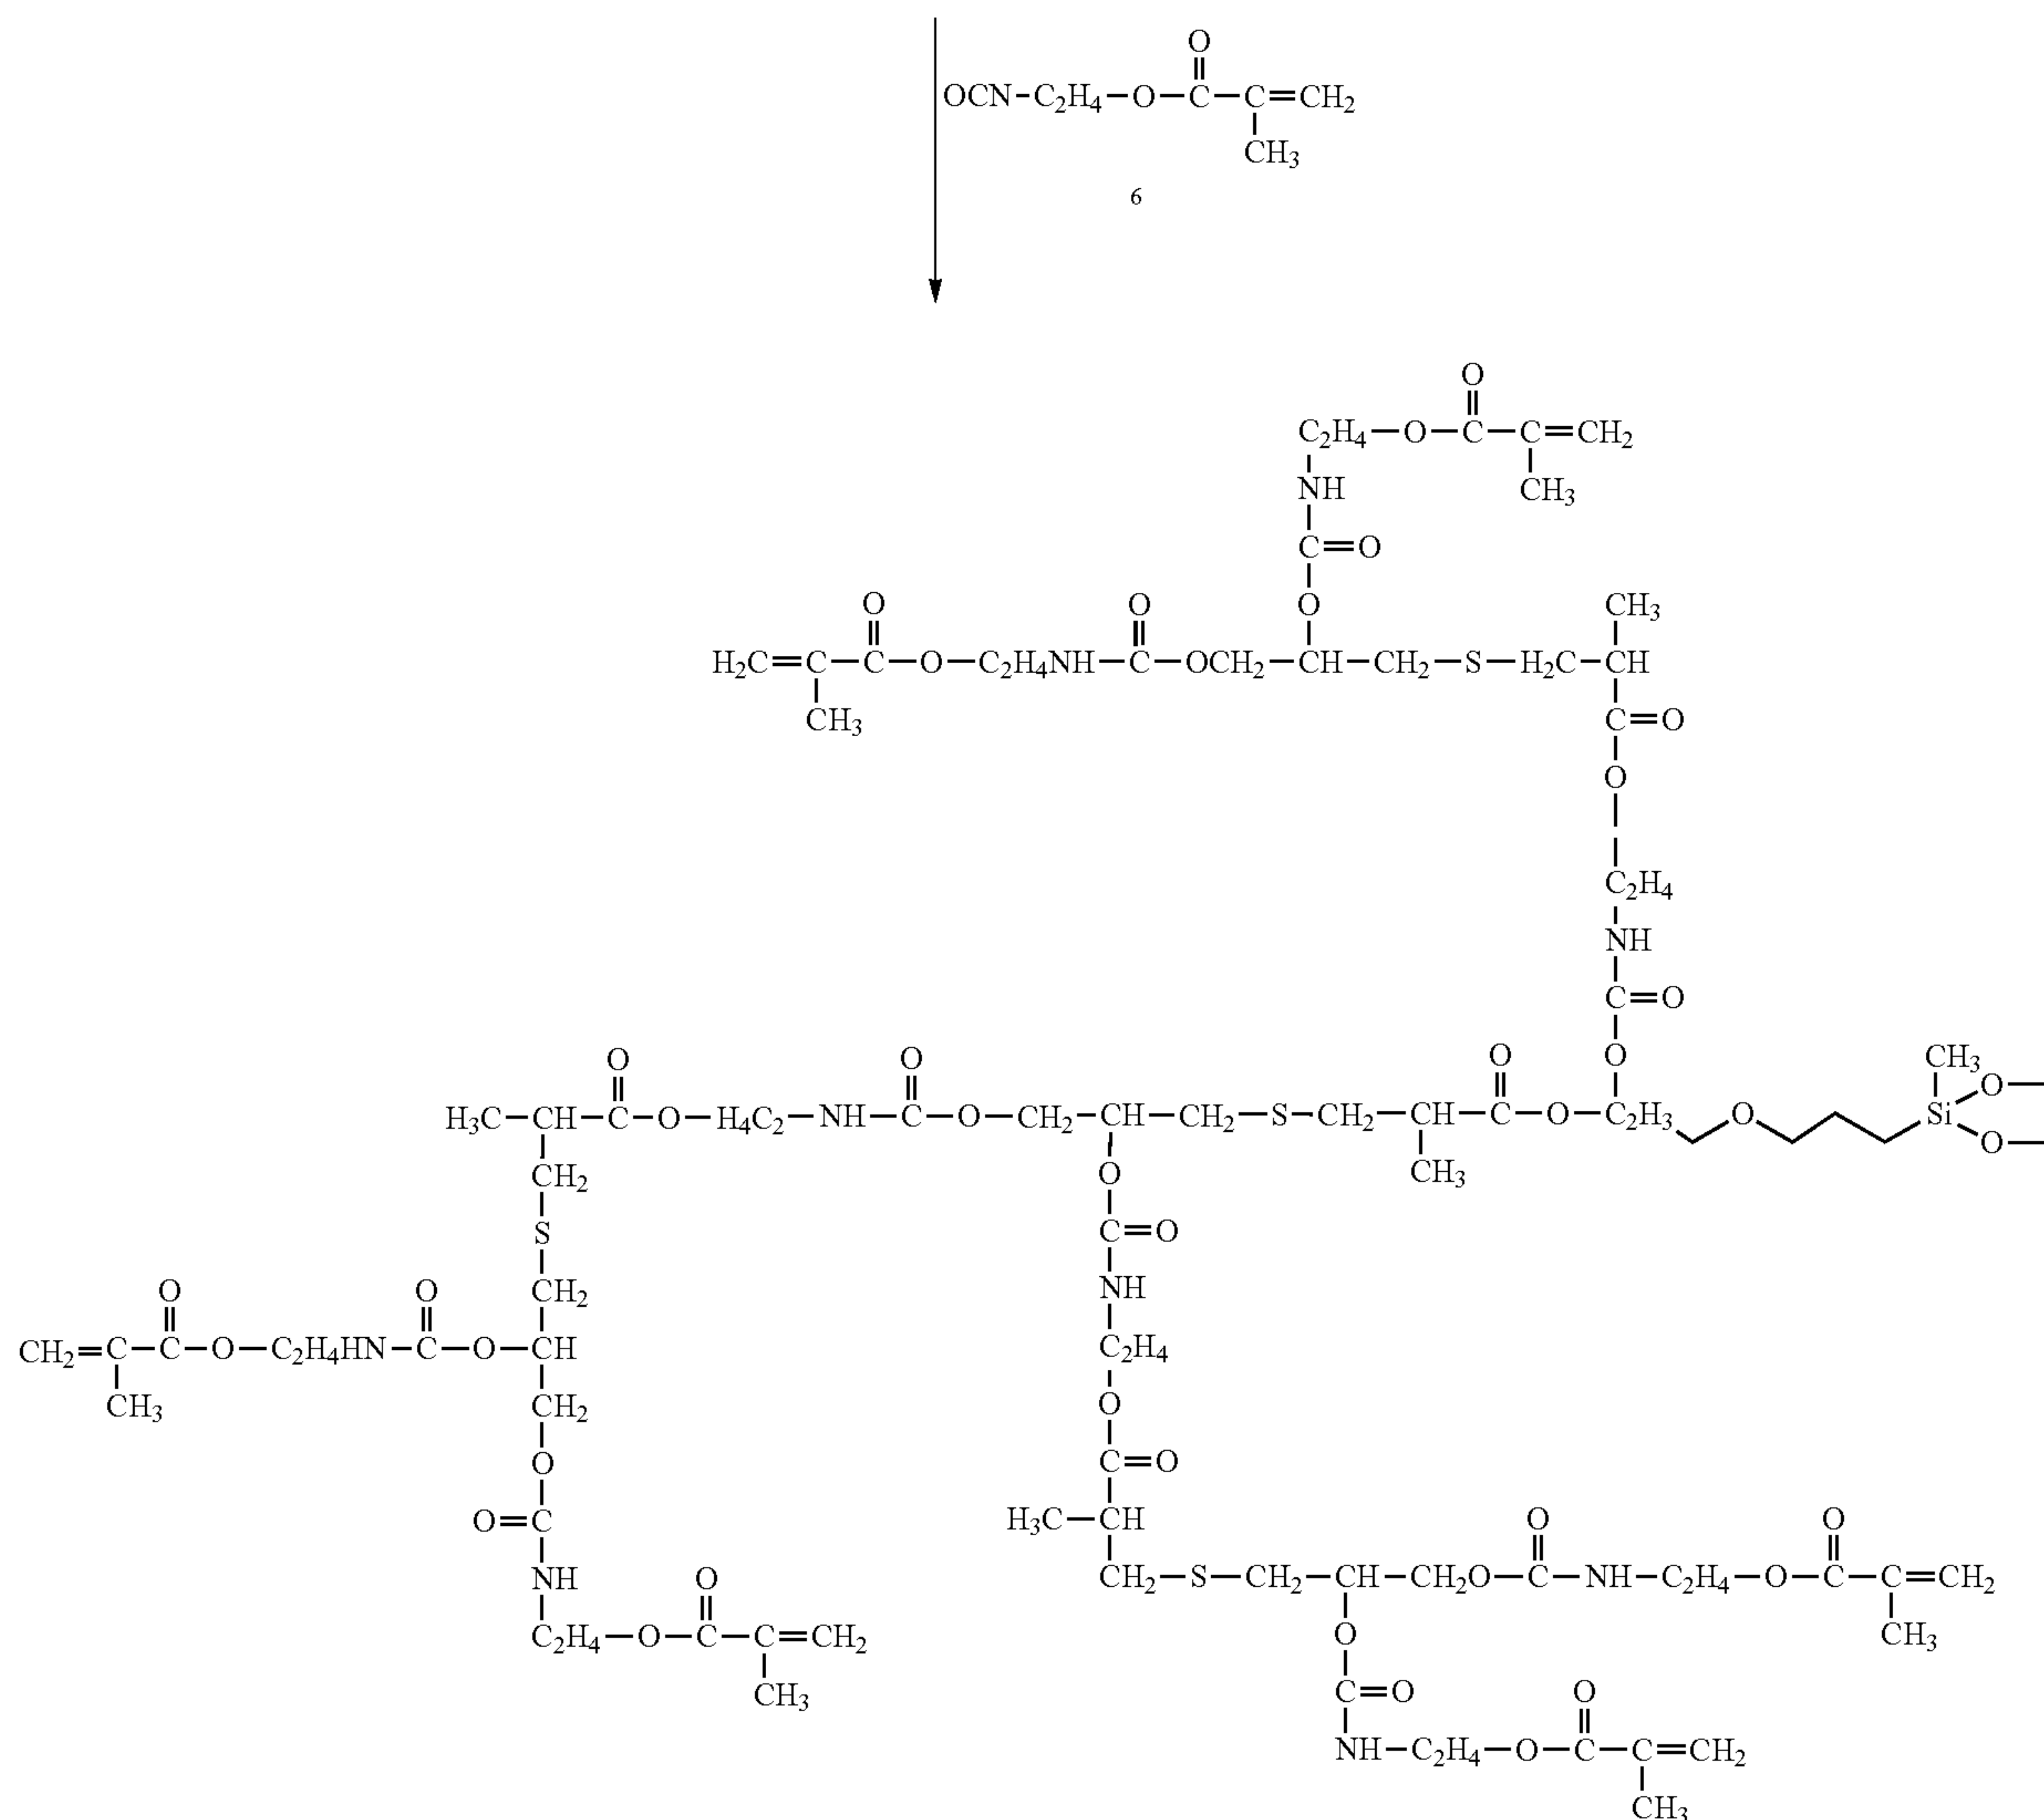 O
OCN–C2H4–O–C–C=CH2
CH3
6
O
C2H4–O–C–C=CH2
NH
CH3
C=O
O
O
O
CH3
H2C=C–C–O–C2H4NH–C–OCH2–CH–CH2–S–H2C–CH
CH3
C=O
O
C2H4
NH
C=O
O
O
O
O
CH3
O
H3C–CH–C–O–H4C2–NH–C–O–CH2–CH–CH2–S–CH2–CH–C–O–C2H3
O
Si
CH2
O
CH3
O
S
C=O
O
O
CH2
NH
CH2=C–C–O–C2H4HN–C–O–CH
C2H4
CH3
CH2
O
O
C=O
O=C
H3C–CH
O
O
NH
O
CH2–S–CH2–CH–CH2O–C–NH–C2H4–O–C–C=CH2
C2H4–O–C–C=CH2
O
CH3
CH3
C=O
O
NH–C2H4–O–C–C=CH2
CH3